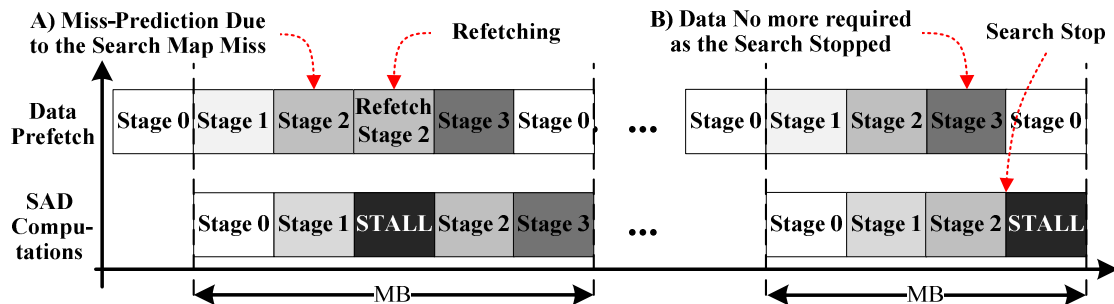 A) Miss-Prediction Due
to the Search Map Miss
Refetching
B) Data No more required
as the Search Stopped
Search Stop
Data
Prefetch
Stage 0 Stage 1 Stage 2 Refetch Stage 2 Stage 3 Stage 0 ... Stage 0 Stage 1 Stage 2 Stage 3 Stage 0
SAD
Compu-
tations
Stage 0 Stage 1 STALL Stage 2 Stage 3 ... Stage 0 Stage 1 Stage 2 STALL
MB MB